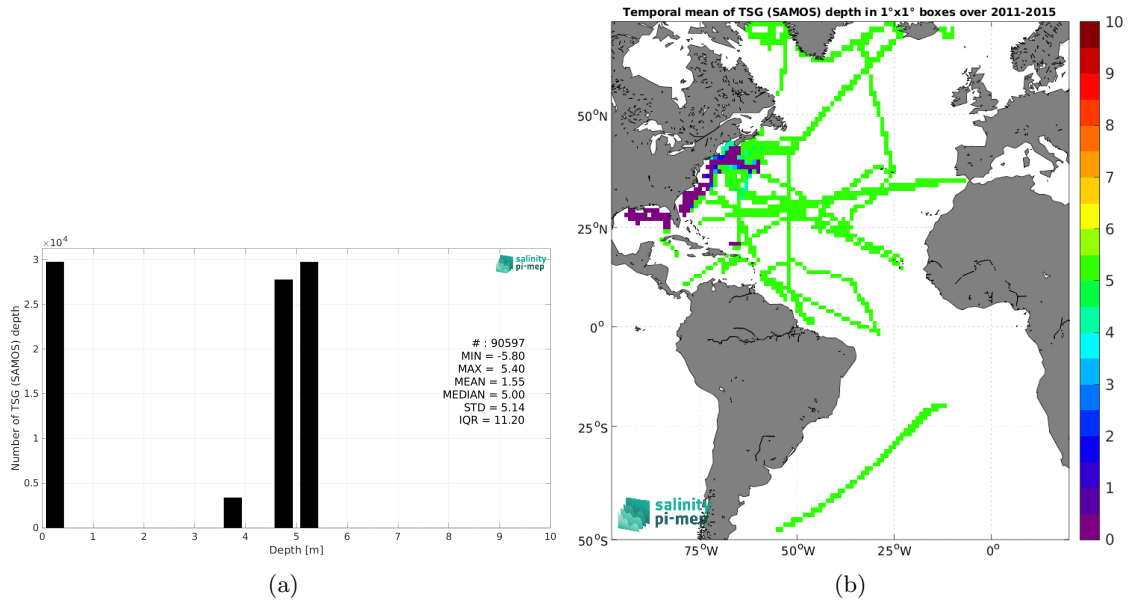 ×10⁴
3
2.5
2
1.5
1
0.5
0
Number of TSG (SAMOS) depth
salinity
pi-mep
# : 90597
MIN = -5.80
MAX = 5.40
MEAN = 1.55
MEDIAN = 5.00
STD = 5.14
IQR = 11.20
0 1 2 3 4 5 6 7 8 9 10
Depth [m]
(a)
Temporal mean of TSG (SAMOS) depth in 1°x1° boxes over 2011-2015
50°N
25°N
0°
25°S
50°S
75°W 50°W 25°W 0°
salinity
pi-mep
10
9
8
7
6
5
4
3
2
1
0
(b)